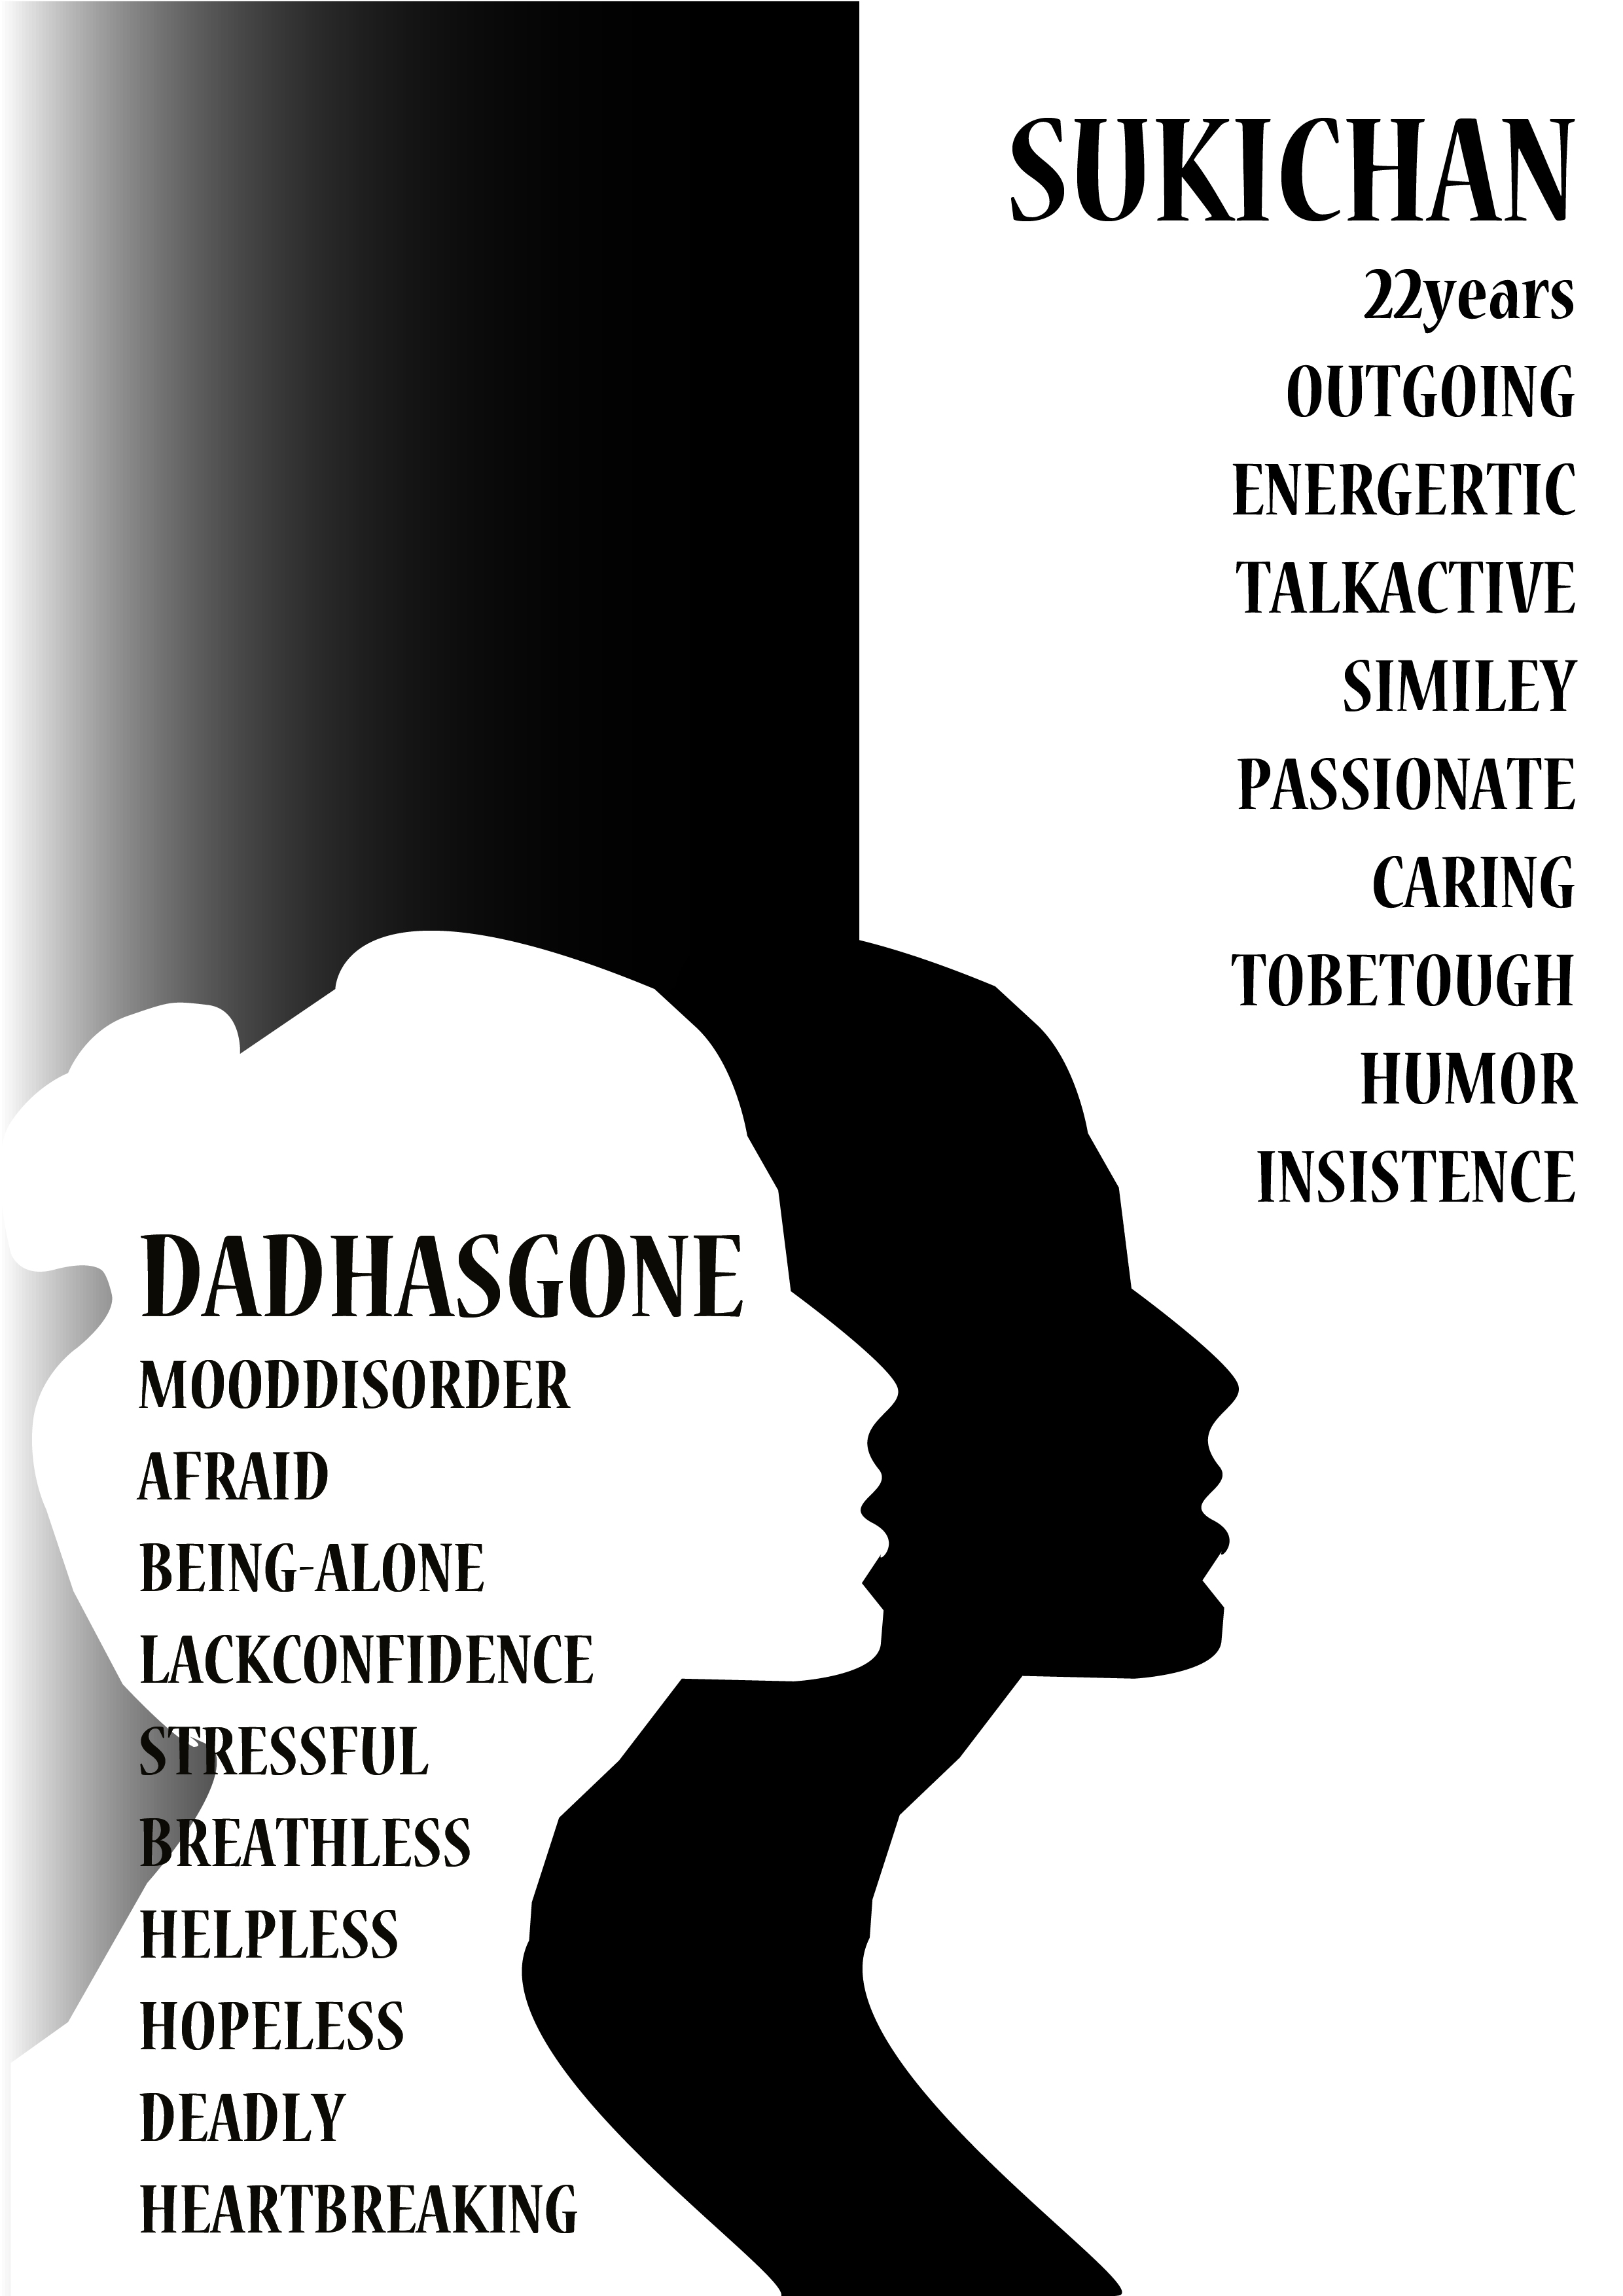 SUKICHAN
22years
OUTGOING
ENERGERTIC
TALKACTIVE
SIMILEY
PASSIONATE
CARING
TOBETOUGH
HUMOR
INSISTENCE
DADHASGONE
MOODDISORDER
AFRAID
BEING-ALONE
LACKCONFIDENCE
STRESSFUL
BREATHLESS
HELPLESS
HOPELESS
DEADLY
HEARTBREAKING